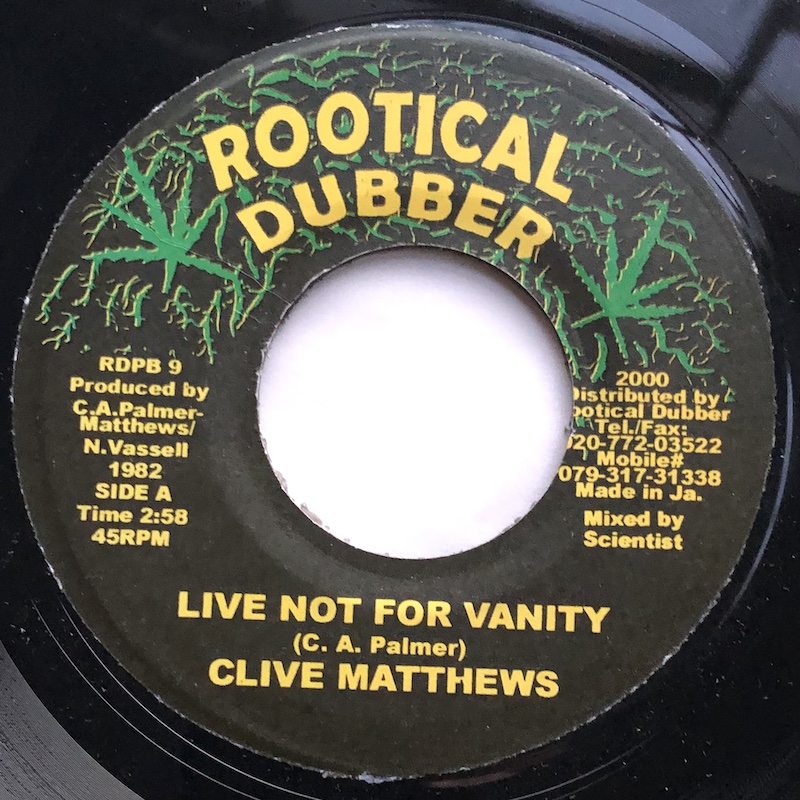 ROOTICAL
DUBBER
RDPB 9
Produced by
C.A.Palmer-
Matthews/
N.Vassell
1982
SIDE A
Time 2:58
45RPM
2000
Distributed by
ootical Dubber
Tel./Fax:
020-772-03522
Mobile#
079-317-31338
Made in Ja.
Mixed by
Scientist
LIVE NOT FOR VANITY
(C. A. Palmer)
CLIVE MATTHEWS